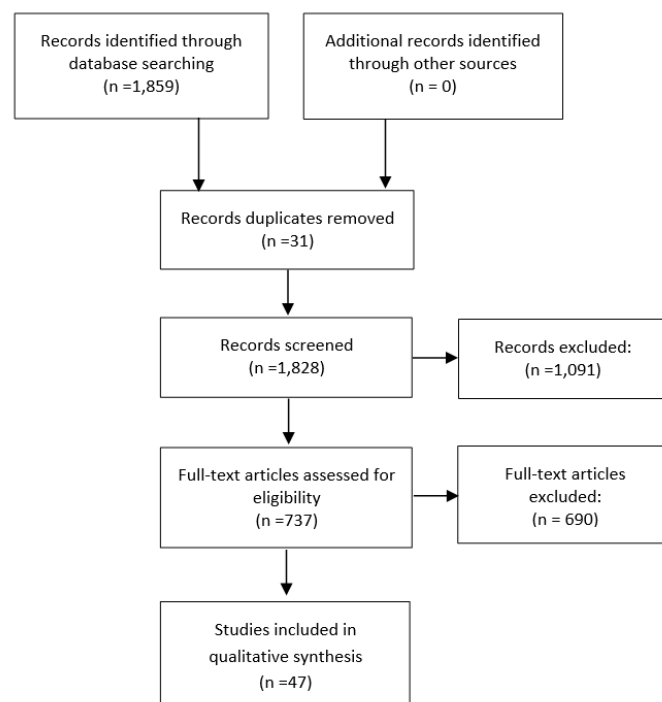 Records identified through
database searching
(n =1,859)
Additional records identified
through other sources
(n = 0)
Records duplicates removed
(n =31)
Records screened
(n =1,828)
Records excluded:
(n =1,091)
Full-text articles assessed for
eligibility
(n =737)
Full-text articles
excluded:
(n = 690)
Studies included in
qualitative synthesis
(n =47)